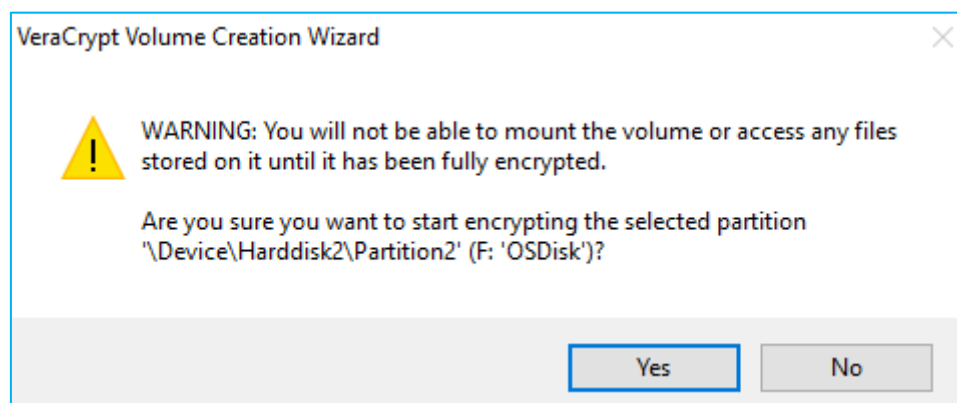 VeraCrypt Volume Creation Wizard
WARNING: You will not be able to mount the volume or access any files
stored on it until it has been fully encrypted.
Are you sure you want to start encrypting the selected partition
'\Device\Harddisk2\Partition2' (F: 'OSDisk')?
Yes
No